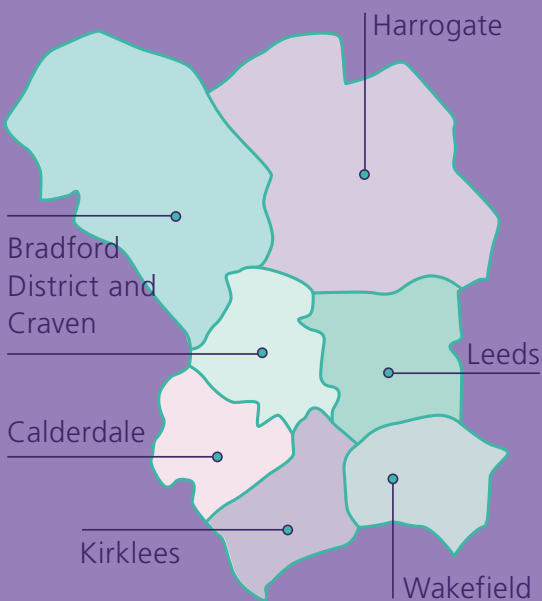 Harrogate
Bradford
District and
Craven
Leeds
Calderdale
Kirklees
Wakefield